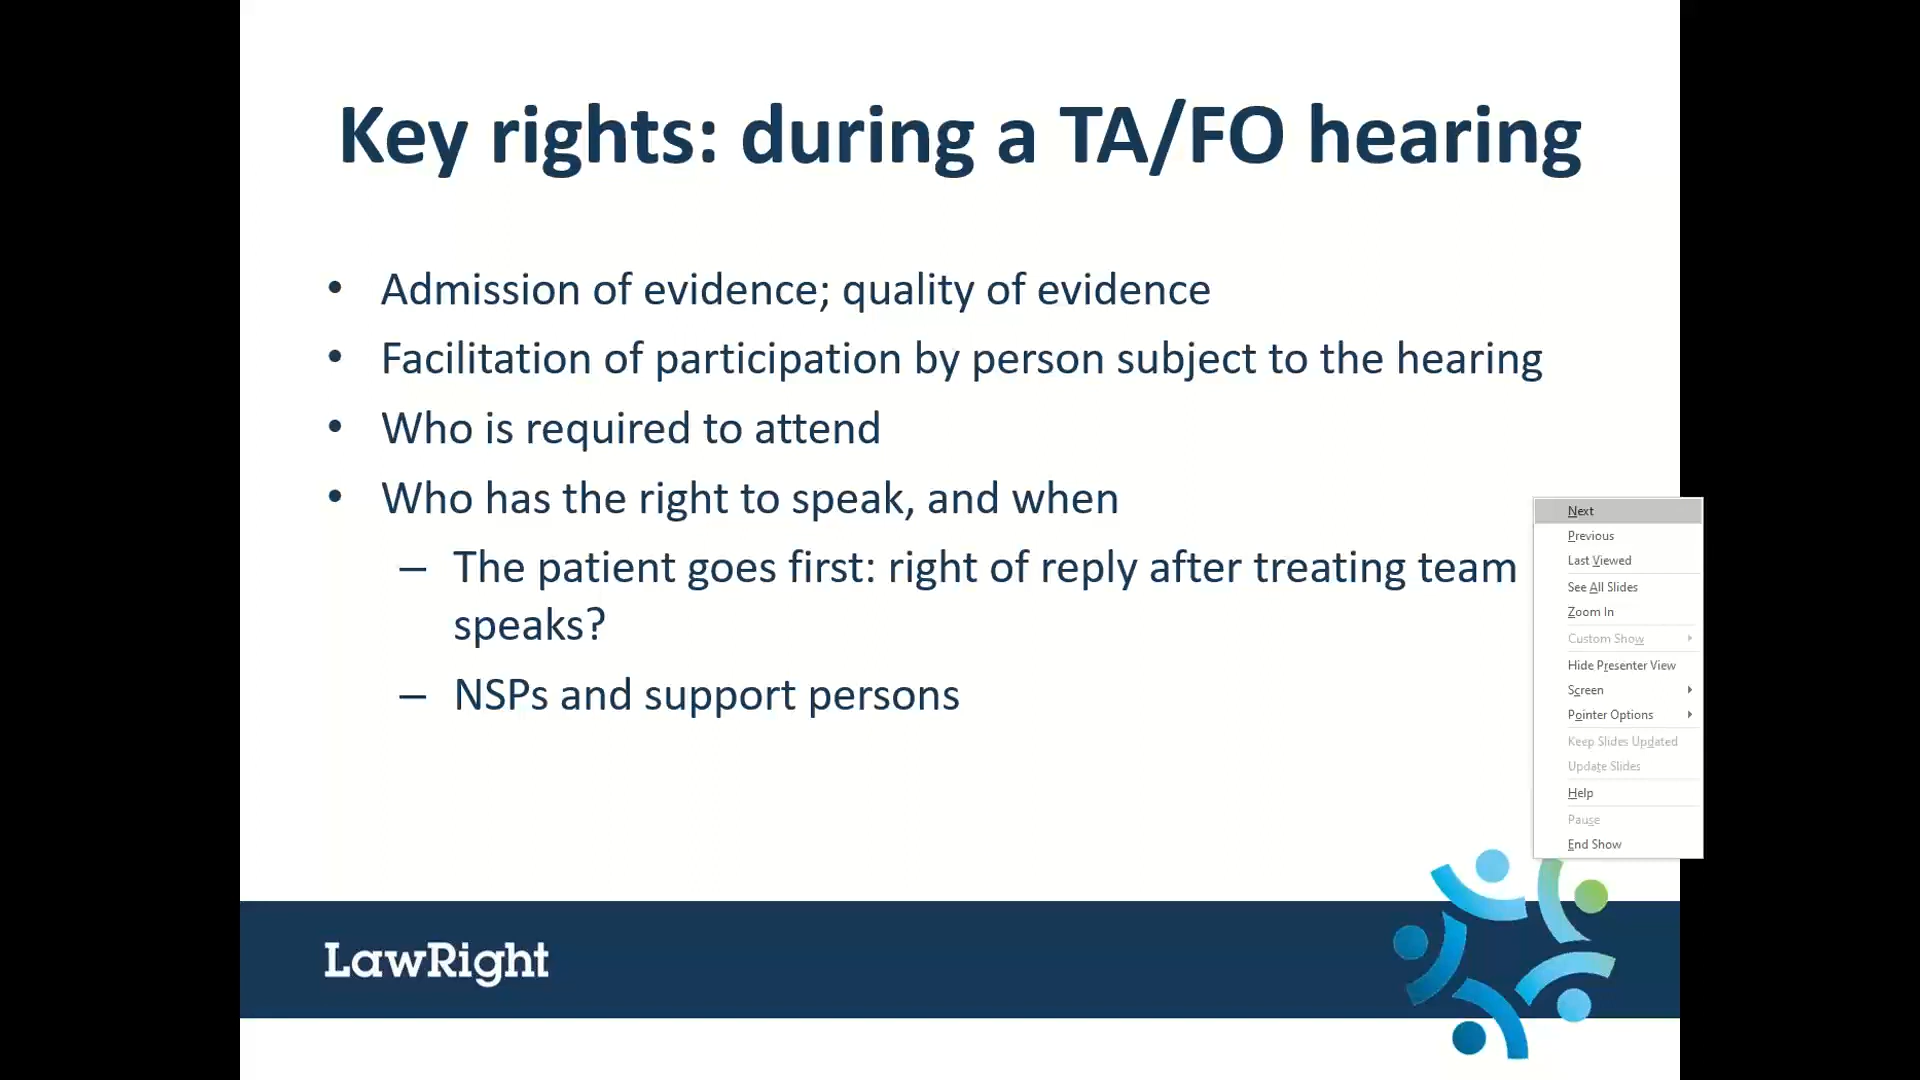 Key rights: during a TA/FO hearing
• Admission of evidence; quality of evidence
• Facilitation of participation by person subject to the hearing
• Who is required to attend
• Who has the right to speak, and when
– The patient goes first: right of reply after treating team
speaks?
– NSPs and support persons
Next
Previous
Last Viewed
See All Slides
Zoom In
Custom Show
Hide Presenter View
Screen
Pointer Options
Keep Slides Updated
Update Slides
Help
Pause
End Show
LawRight